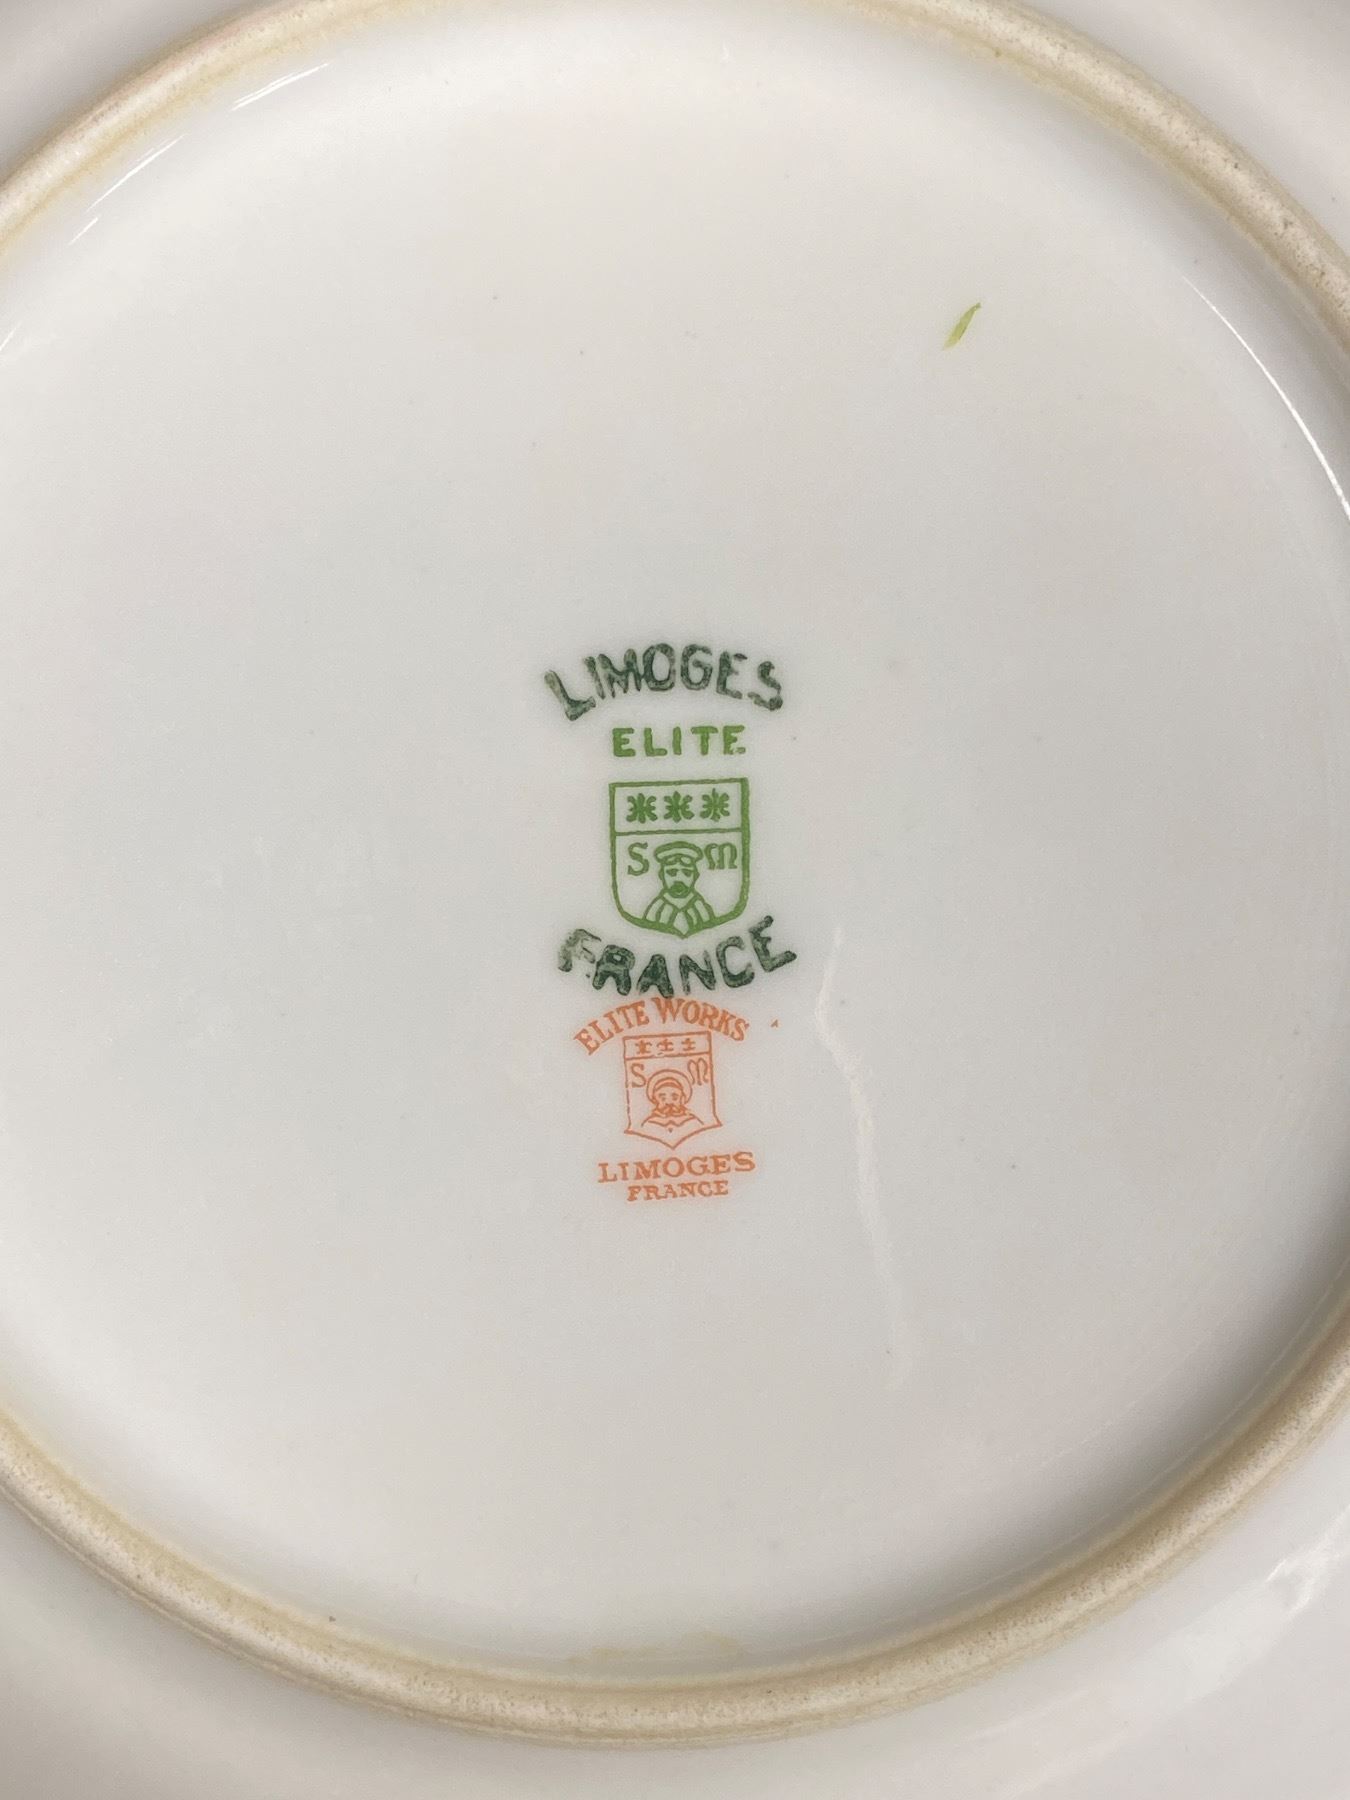 LIMOGES
ELITE
S M
FRANCE
ELITE WORKS
S M
LIMOGES
FRANCE